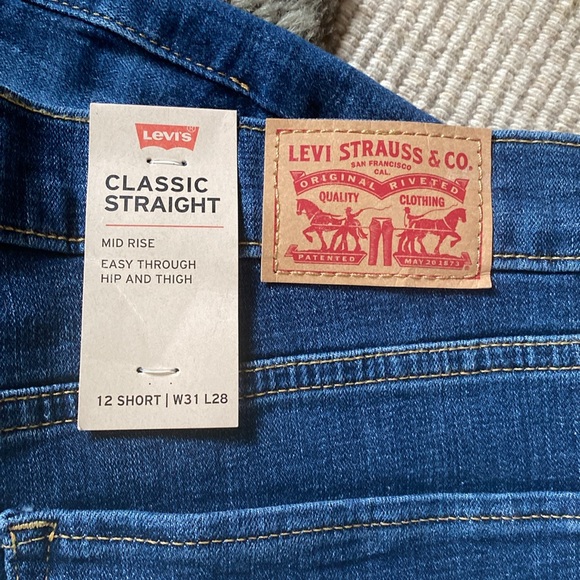 LEVI'S®
CLASSIC
STRAIGHT
MID RISE
EASY THROUGH
HIP AND THIGH
12 SHORT | W31 L28
LEVI STRAUSS & CO.
SAN FRANCISCO
CAL.
ORIGINAL RIVETED
QUALITY CLOTHING
PATENTED MAY 20 1873